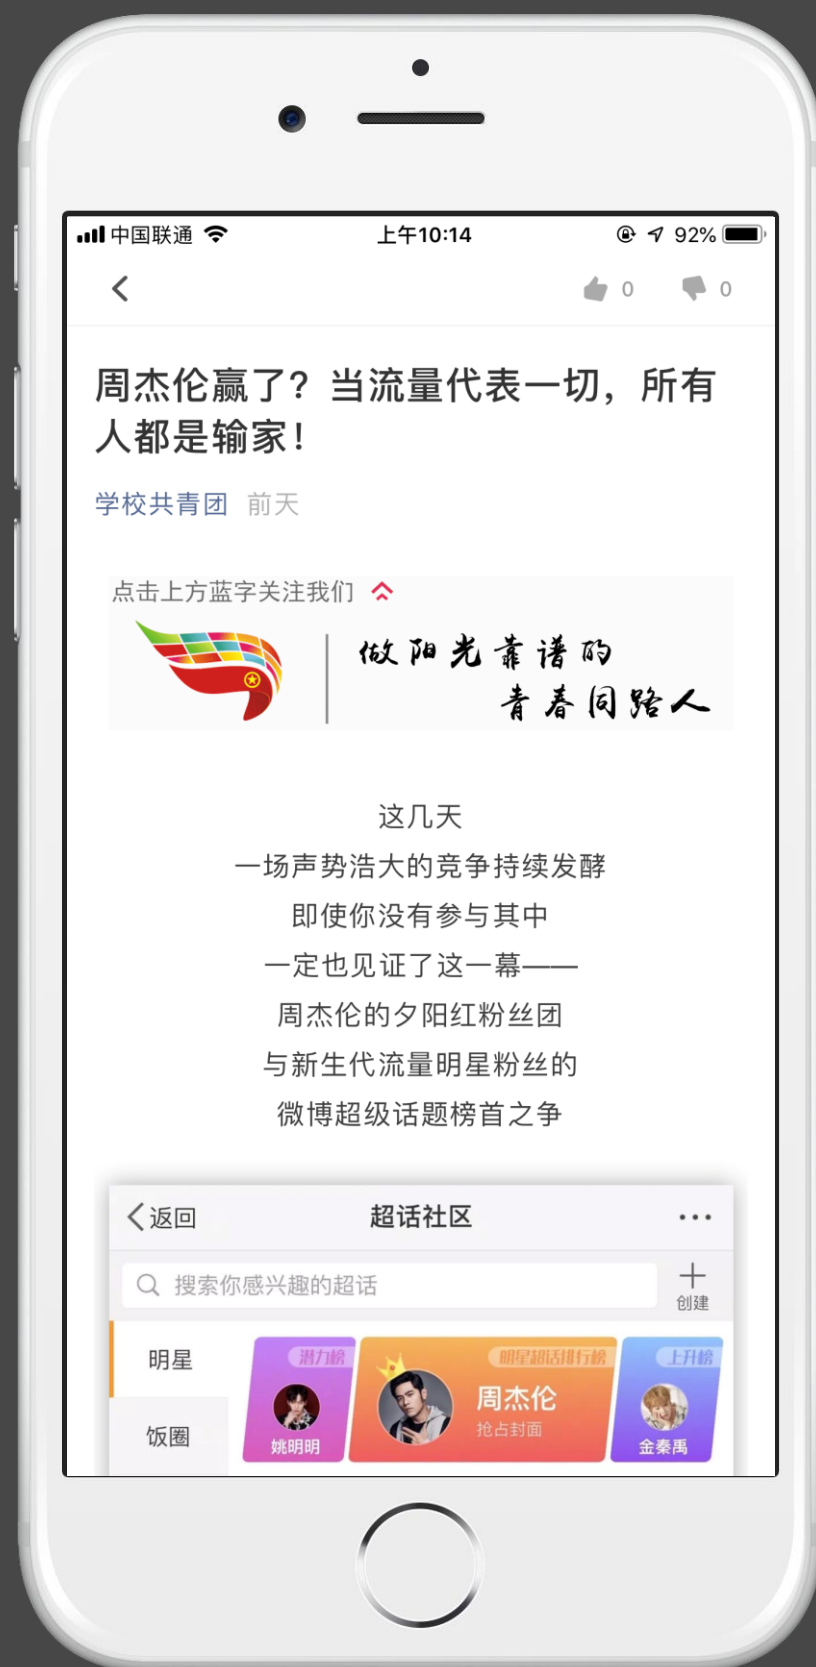 中国联通 上午10:14 92%
0 0
周杰伦赢了？当流量代表一切，所有
人都是输家！
学校共青团 前天
点击上方蓝字关注我们
做阳光靠谱的
青春同路人
这几天
一场声势浩大的竞争持续发酵
即使你没有参与其中
一定也见证了这一幕——
周杰伦的夕阳红粉丝团
与新生代流量明星粉丝的
微博超级话题榜首之争
返回 超话社区 ···
搜索你感兴趣的超话 创建
明星
饭圈
潜力榜
姚明明
明星超话排行榜
周杰伦
抢占封面
上升榜
金秦禹